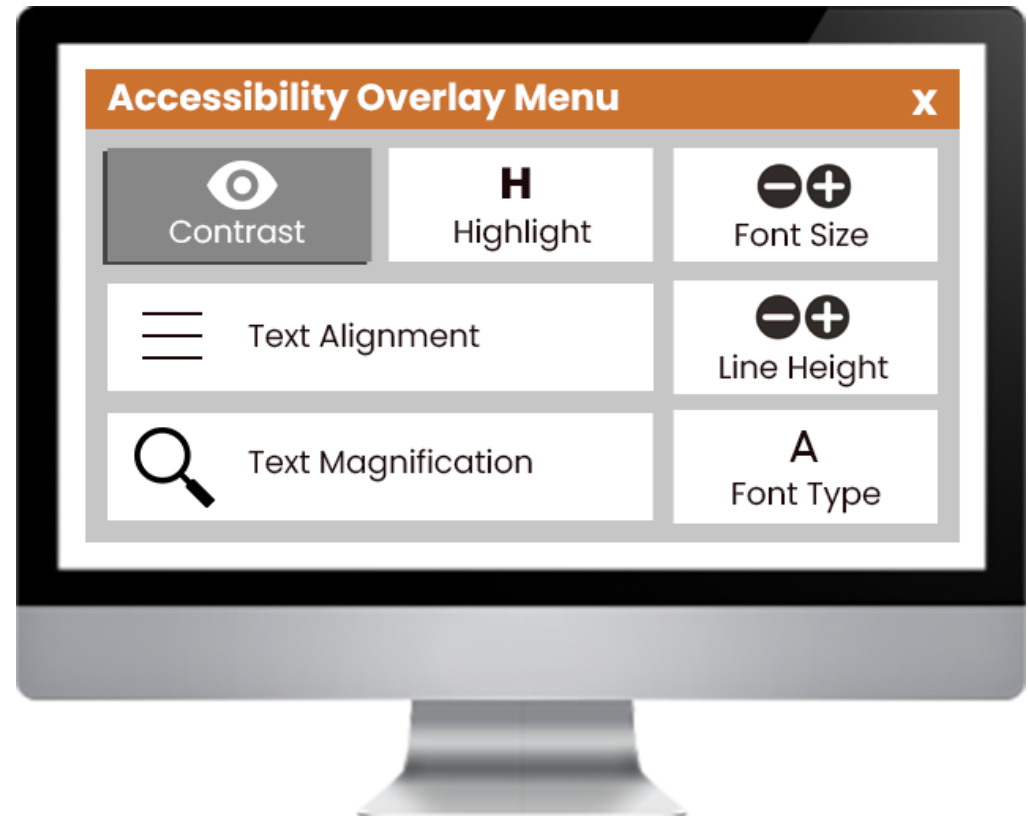 Accessibility Overlay Menu x
Contrast
H
Highlight
Font Size
Text Alignment
Line Height
Text Magnification
A
Font Type